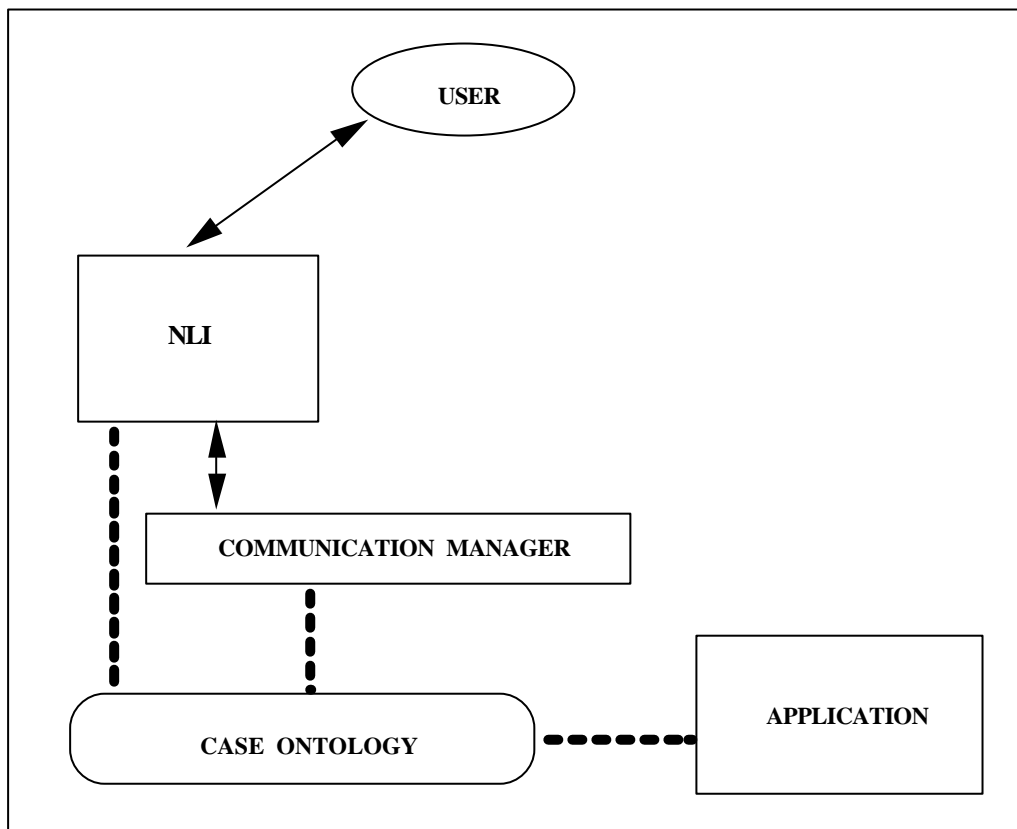 USER
NLI
COMMUNICATION MANAGER
APPLICATION
CASE ONTOLOGY